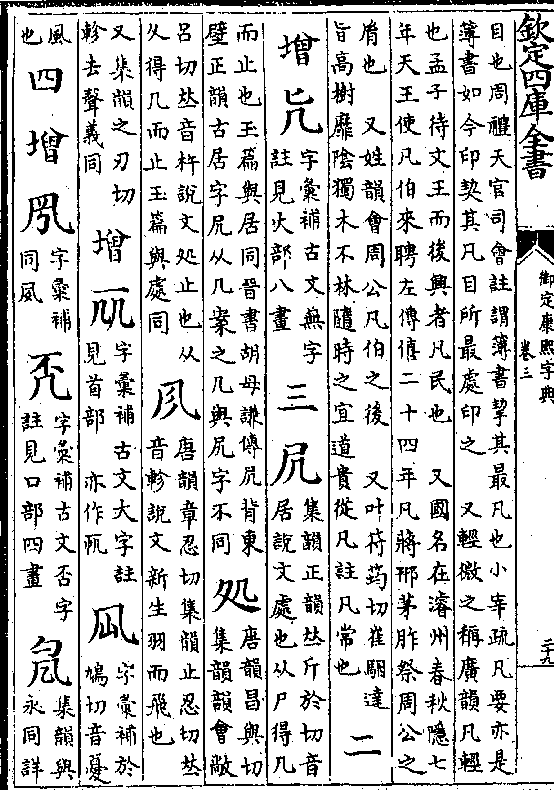 欽定四庫全書
御定康熙字典
卷三
二十九
目也周禮天官司會註謂簿書挈其最凡也小宰疏凡要亦是
簿書如今印契其凡目所最處印之 又輕微之稱廣韻凡輕
也孟子待文王而後興者凡民也 又國名在濬州春秋隱七
年天王使凡伯來聘左傳僖二十四年凡蔣邢茅胙祭周公之
胤也 又姓韻會周公凡伯之後 又叶符筠切崔駰達
旨高樹靡陰獨木不林隨時之宜道貴從凡註凡常也
二
增
字彙補古文無字
註見火部八畫
三 凥
集韻正韻𠀤斤於切音
居說文處也从尸得几
而止也玉篇與居同晉書胡母謙傳凥背東
壁正韻古居字凥从几案之几與尻字不同
処
唐韻昌與切
集韻韻會敞
呂切𠀤音杵說文処止也从
夂得几而止玉篇與處同
唐韻章忍切集韻止忍切𠀤
音軫說文新生羽而飛也
又集韻之刃切
軫去聲義同
增
字彙補古文大字註
見首部 亦作
字彙補於
鳩切音憂
風
也
四 增
字彙補
同風
字彙補古文否字
註見口部四畫
集韻與
永同詳